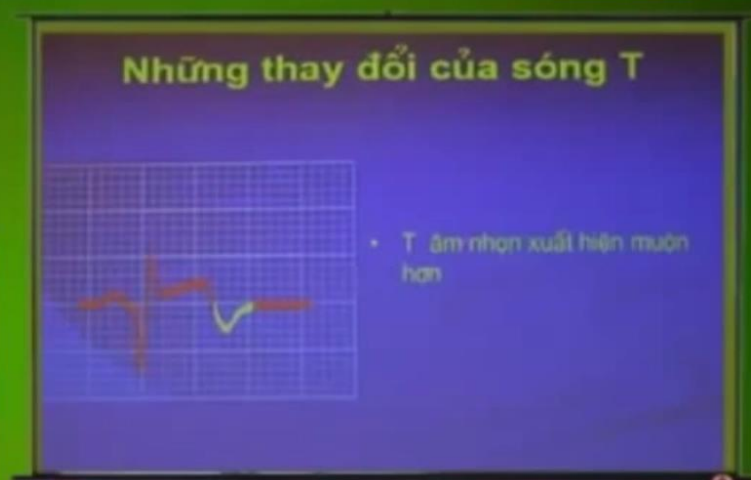 Những thay đổi của sóng T
• T âm nhọn xuất hiện muộn
hơn